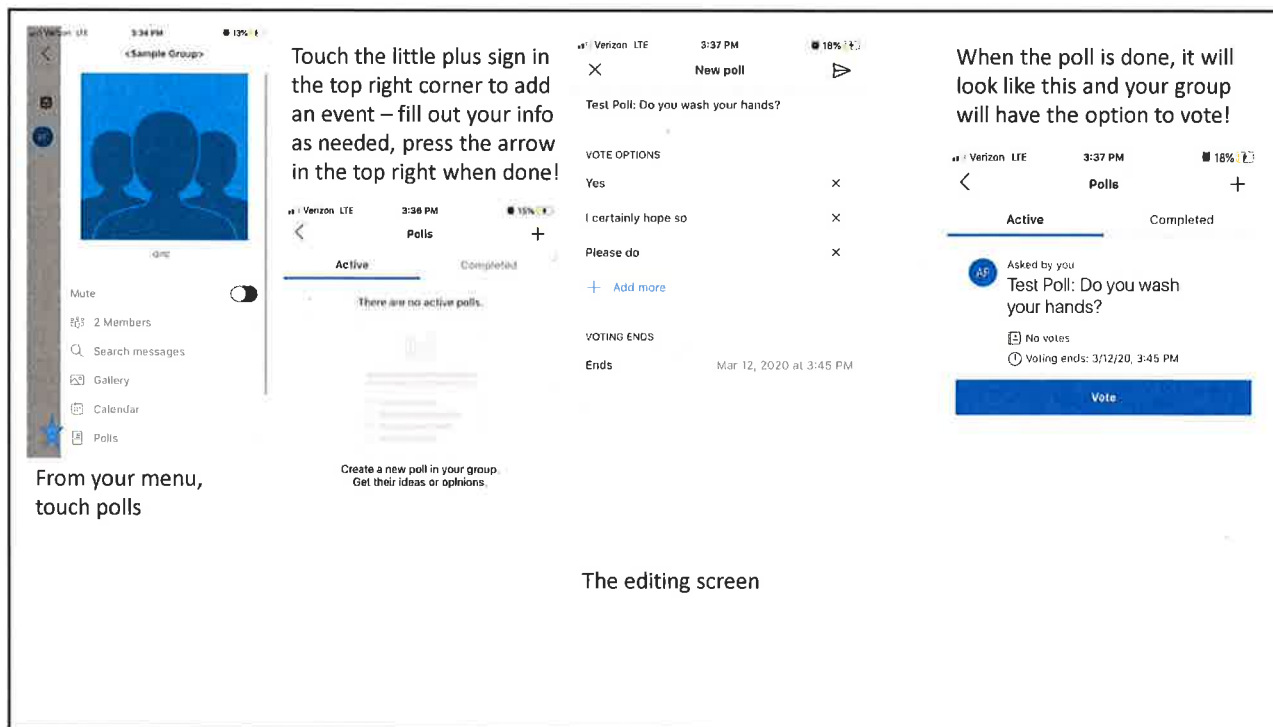 Verizon LTE 3:34 PM 13%
<Sample Group>
Mute
2 Members
Search messages
Gallery
Calendar
Polls
From your menu,
touch polls
Touch the little plus sign in
the top right corner to add
an event – fill out your info
as needed, press the arrow
in the top right when done!
Verizon LTE 3:36 PM 15%
Polls
Active Completed
There are no active polls.
Create a new poll in your group.
Get their ideas or opinions.
Verizon LTE 3:37 PM 18%
New poll
Test Poll: Do you wash your hands?
VOTE OPTIONS
Yes
I certainly hope so
Please do
+ Add more
VOTING ENDS
Ends Mar 12, 2020 at 3:45 PM
The editing screen
When the poll is done, it will
look like this and your group
will have the option to vote!
Verizon LTE 3:37 PM 18%
Polls
Active Completed
AR Asked by you
Test Poll: Do you wash
your hands?
No votes
Voting ends: 3/12/20, 3:45 PM
Vote